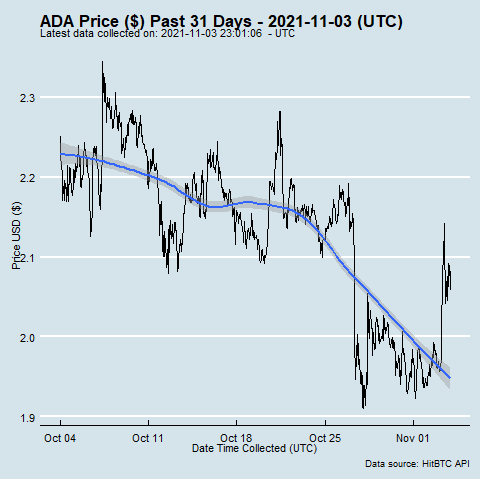 ADA Price ($) Past 31 Days - 2021-11-03 (UTC)
Latest data collected on: 2021-11-03 23:01:06 - UTC
Price USD ($)
2.3
2.2
2.1
2.0
1.9
Oct 04 Oct 11 Oct 18 Oct 25 Nov 01
Date Time Collected (UTC)
Data source: HitBTC API